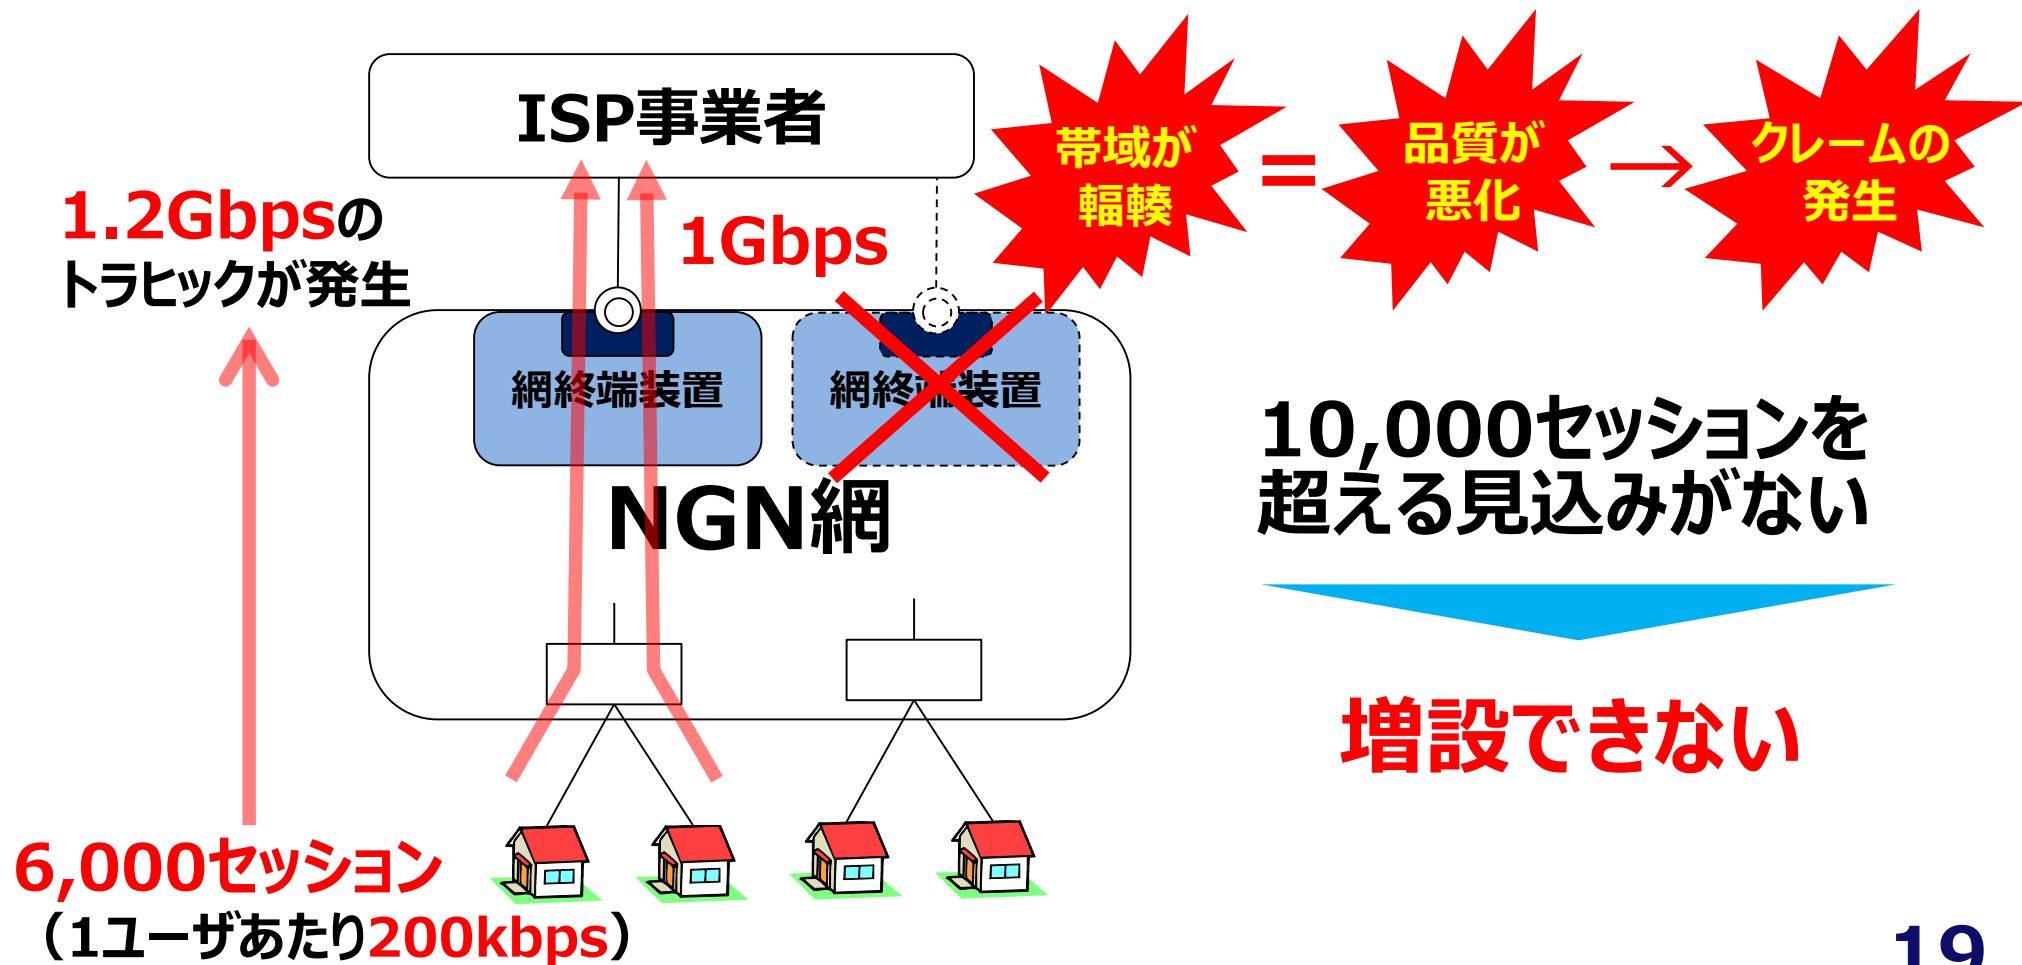 ISP事業者
帯域が
輻輳
=
品質が
悪化
→
クレームの
発生
1.2Gbpsの
トラヒックが発生
1Gbps
網終端装置
網終端装置
NGN網
10,000セッションを
超える見込みがない
増設できない
6,000セッション
（1ユーザあたり200kbps）
19